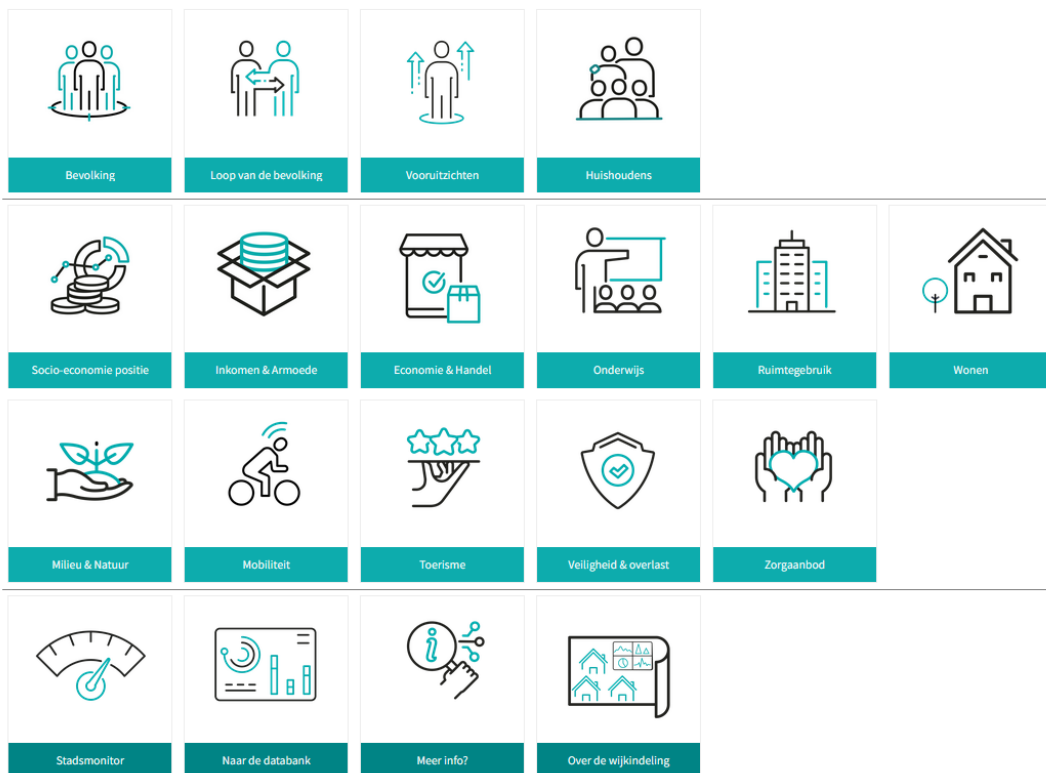 Bevolking
Loop van de bevolking
Vooruitzichten
Huishoudens
Socio-economie positie
Inkomen & Armoede
Economie & Handel
Onderwijs
Ruimtegebruik
Wonen
Milieu & Natuur
Mobiliteit
Toerisme
Veiligheid & overlast
Zorgaanbod
i
Stadsmonitor
Naar de databank
Meer info?
Over de wijkindeling